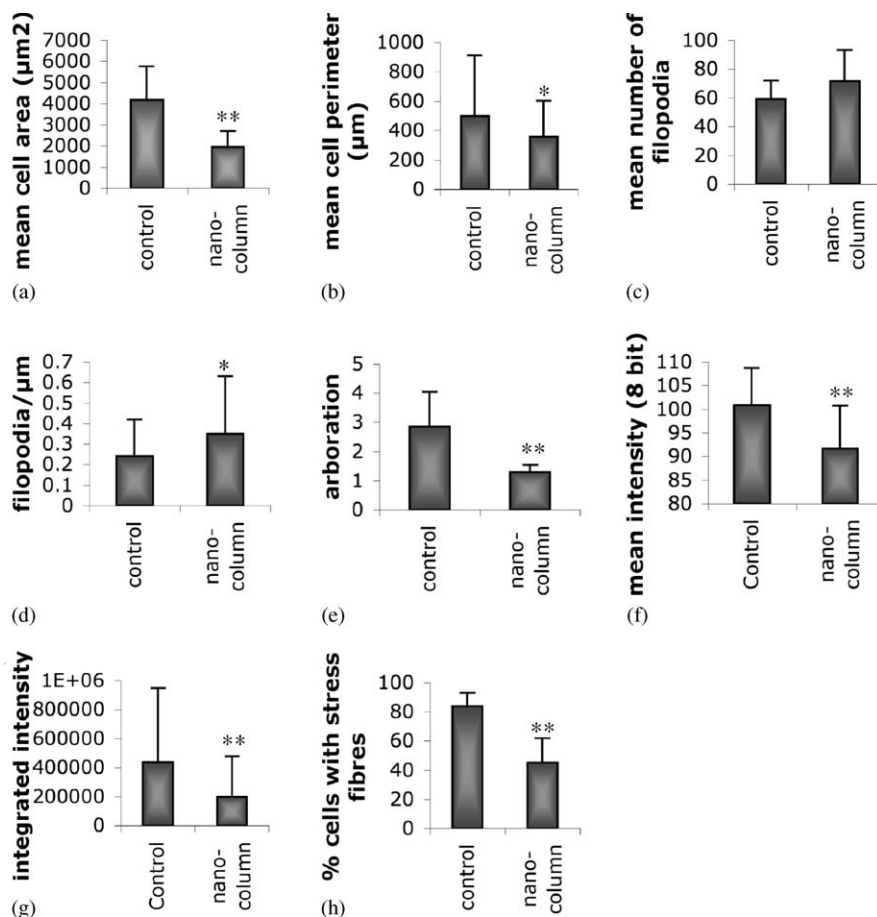 mean cell area (µm2)
7000
6000
5000
4000
3000
2000
1000
0
**
control
nano-
column
(a)
mean cell perimeter
(µm)
1000
800
600
400
200
0
*
control
nano-
column
(b)
mean number of
filopodia
100
80
60
40
20
0
control
nano-
column
(c)
filopodia/µm
0.7
0.6
0.5
0.4
0.3
0.2
0.1
0
*
control
nano-
column
(d)
arboration
5
4
3
2
1
0
**
control
nano-
column
(e)
mean intensity (8 bit)
110
105
100
95
90
85
80
**
Control
nano-
column
(f)
integrated intensity
1E+06
800000
600000
400000
200000
0
**
Control
nano-
column
(g)
% cells with stress
fibres
100
80
60
40
20
0
**
control
nano-
column
(h)